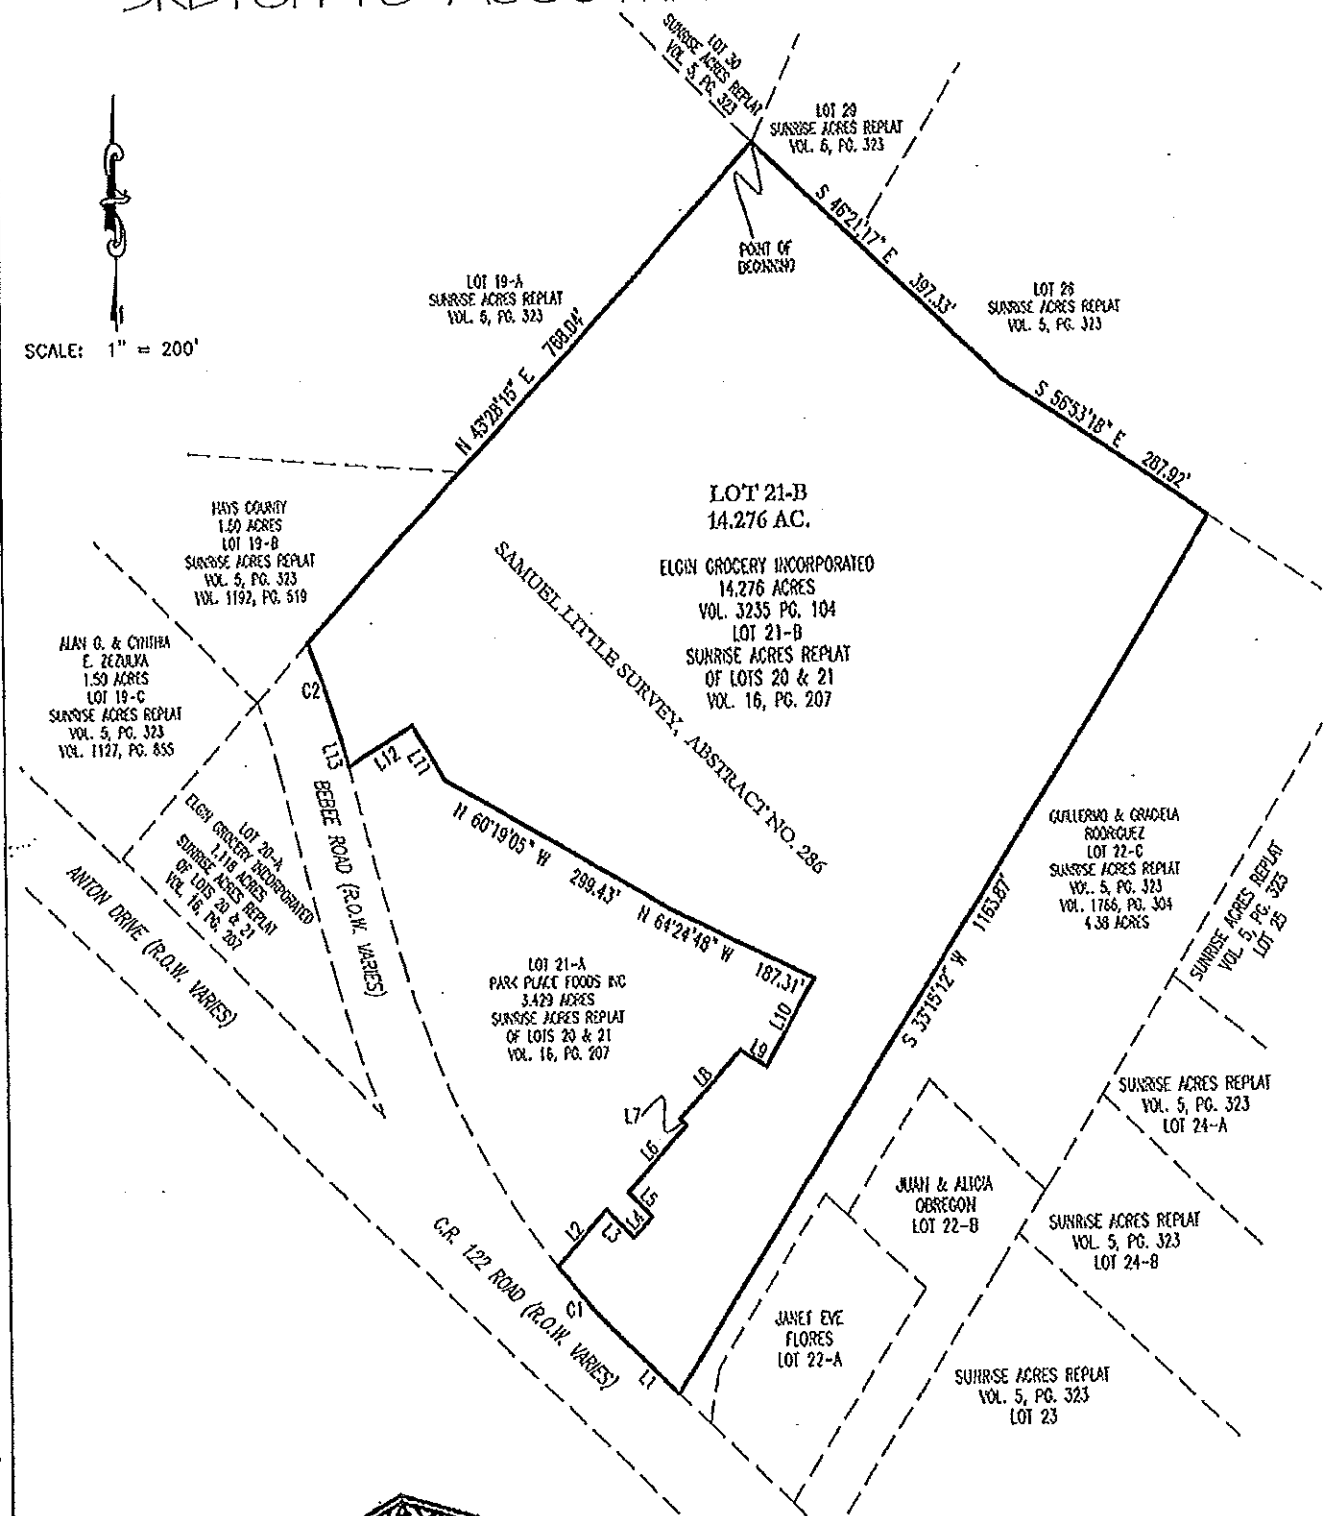 LOT 30
SUNRISE ACRES REPLAT
VOL. 5, PG. 323
LOT 29
SUNRISE ACRES REPLAT
VOL. 5, PG. 323
S 46°21'17" E 397.33'
POINT OF
BEGINNING
LOT 19-A
SUNRISE ACRES REPLAT
VOL. 5, PG. 323
LOT 26
SUNRISE ACRES REPLAT
VOL. 5, PG. 323
SCALE: 1" = 200'
N 43°28'15" E 768.04'
S 56°53'18" E 287.92'
HAYS COUNTY
1.50 ACRES
LOT 19-B
SUNRISE ACRES REPLAT
VOL. 5, PG. 323
VOL. 1192, PG. 519
LOT 21-B
14.276 AC.
ELGIN GROCERY INCORPORATED
14.276 ACRES
VOL. 3235 PG. 104
LOT 21-B
SUNRISE ACRES REPLAT
OF LOTS 20 & 21
VOL. 16, PG. 207
SAMUEL LITTLE SURVEY, ABSTRACT NO. 286
ALAN G. & CYNTHIA
E. ZEZULKA
1.50 ACRES
LOT 19-C
SUNRISE ACRES REPLAT
VOL. 5, PG. 323
VOL. 1127, PG. 855
C2
L13
L12
L11
BEBEE ROAD (R.O.W. VARIES)
LOT 20-A
ELGIN GROCERY INCORPORATED
1.118 ACRES
SUNRISE ACRES REPLAT
OF LOTS 20 & 21
VOL. 16, PG. 207
ANTON DRIVE (R.O.W. VARIES)
N 60°19'05" W 299.43'
N 64°24'48" W 187.31'
GUILLERMO & GRACIELA
RODRIGUEZ
LOT 22-C
SUNRISE ACRES REPLAT
VOL. 5, PG. 323
VOL. 1766, PG. 304
4.38 ACRES
S 33°15'12" W 1163.87'
SUNRISE ACRES REPLAT
VOL. 5, PG. 323
LOT 25
LOT 21-A
PARK PLACE FOODS INC
3.429 ACRES
SUNRISE ACRES REPLAT
OF LOTS 20 & 21
VOL. 16, PG. 207
L10
L9
L8
L7
L6
L5
L4
L3
L2
C1
L1
SUNRISE ACRES REPLAT
VOL. 5, PG. 323
LOT 24-A
JUAN & ALICIA
OBREGON
LOT 22-B
SUNRISE ACRES REPLAT
VOL. 5, PG. 323
LOT 24-B
C.R. 122 ROAD (R.O.W. VARIES)
JANET EVE
FLORES
LOT 22-A
SUNRISE ACRES REPLAT
VOL. 5, PG. 323
LOT 23